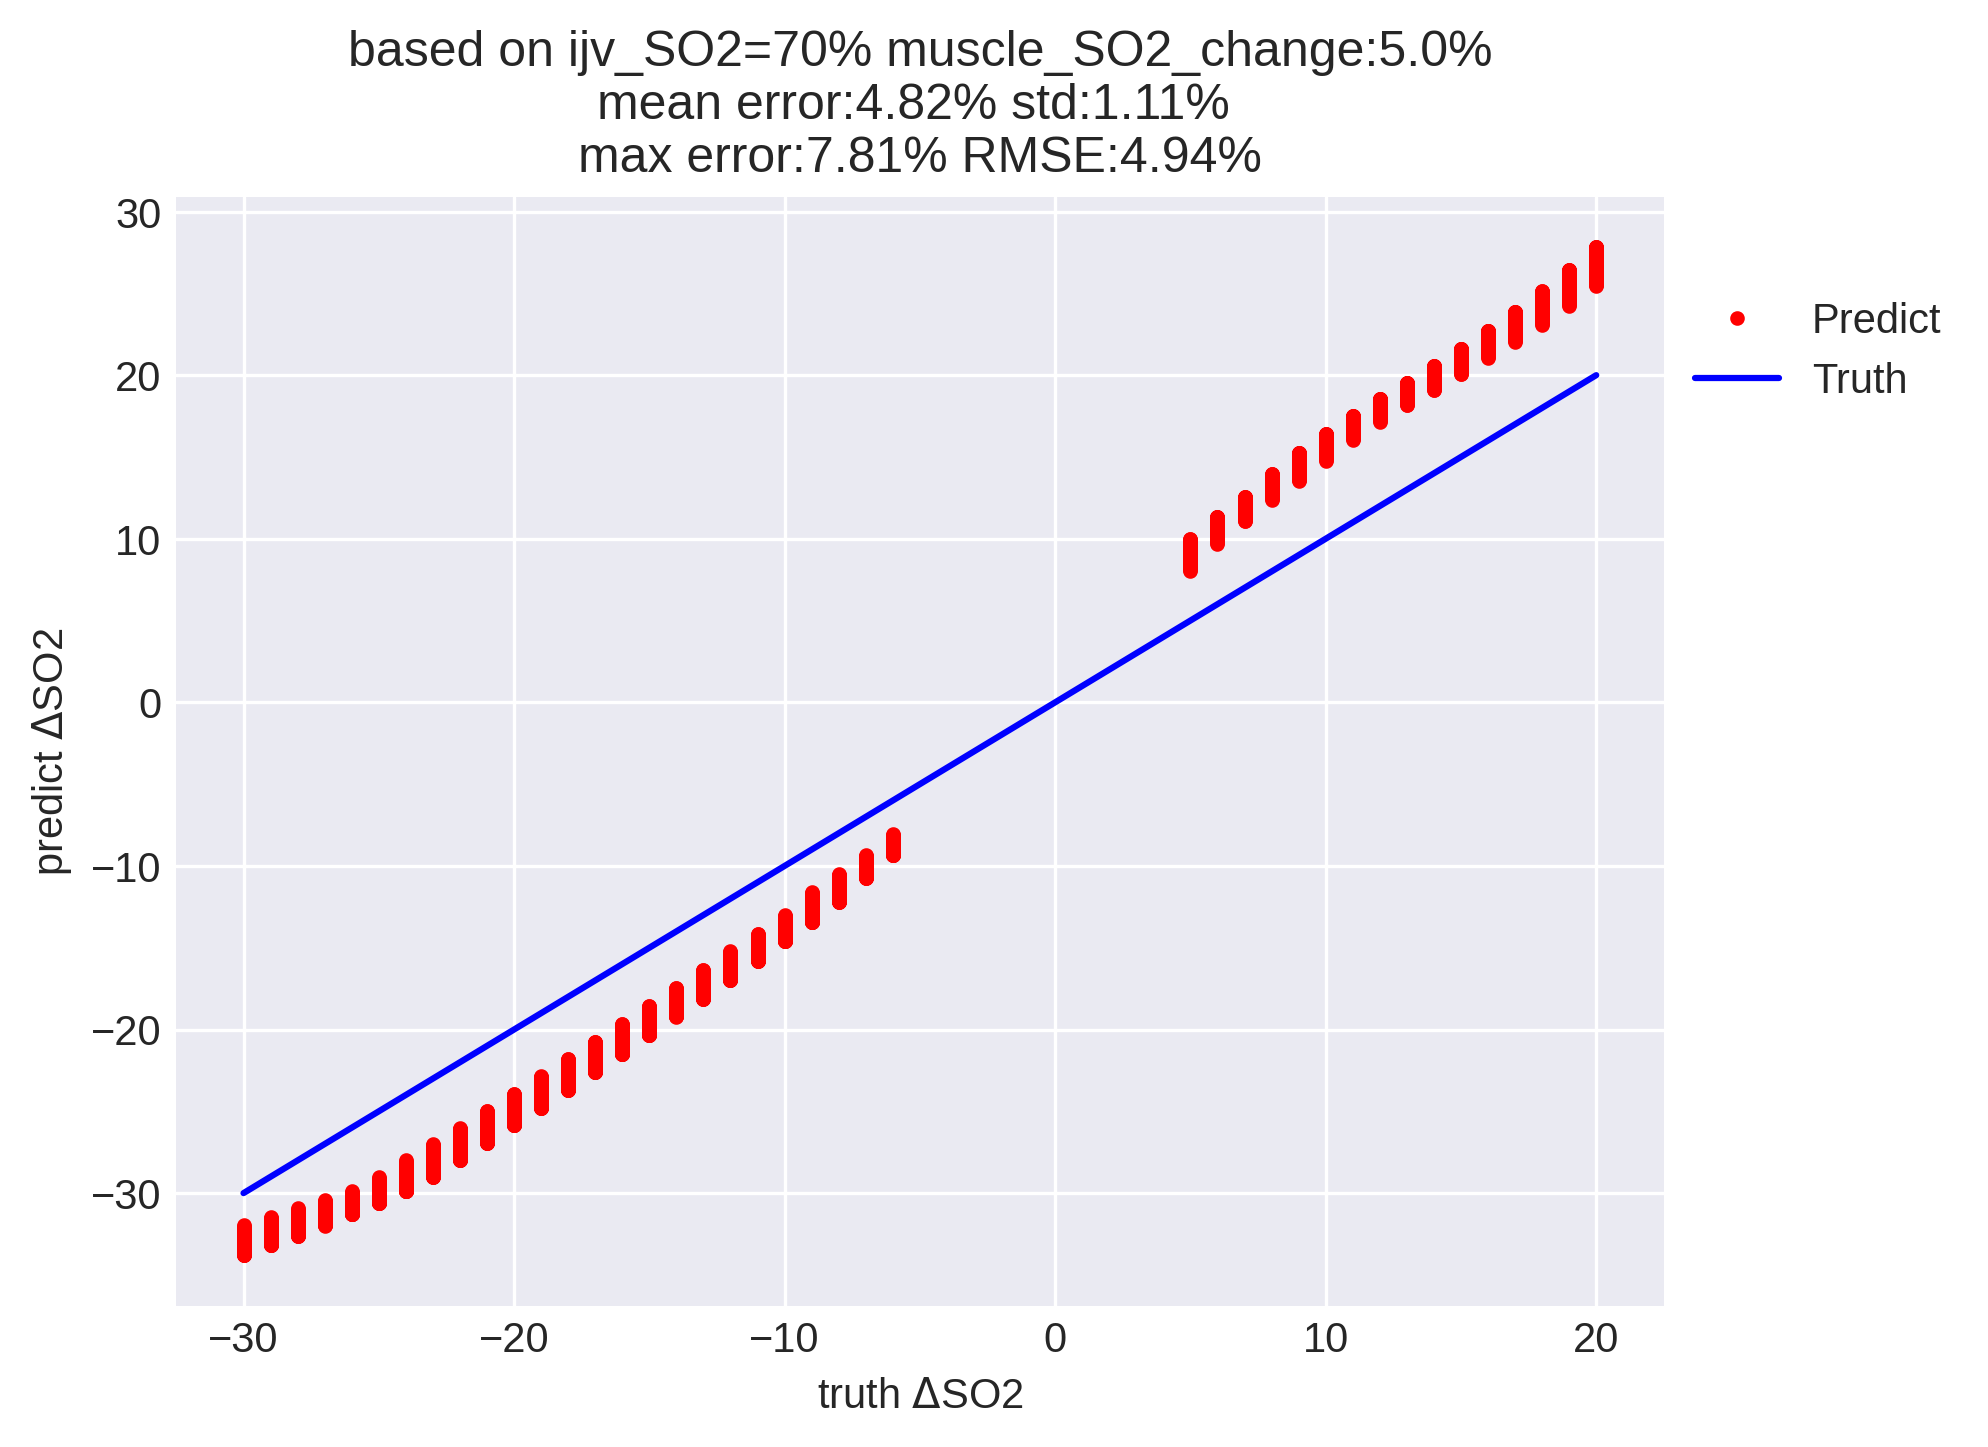 based on ijv_SO2=70% muscle_SO2_change:5.0%
mean error:4.82% std:1.11%
max error:7.81% RMSE:4.94%
30
20
10
0
−10
−20
−30
predict ΔSO2
−30
−20
−10
0
10
20
truth ΔSO2
Predict
Truth